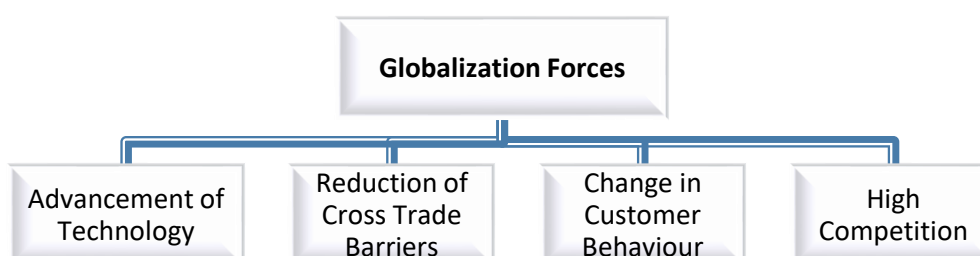 Globalization Forces
Advancement of
Technology
Reduction of
Cross Trade
Barriers
Change in
Customer
Behaviour
High
Competition